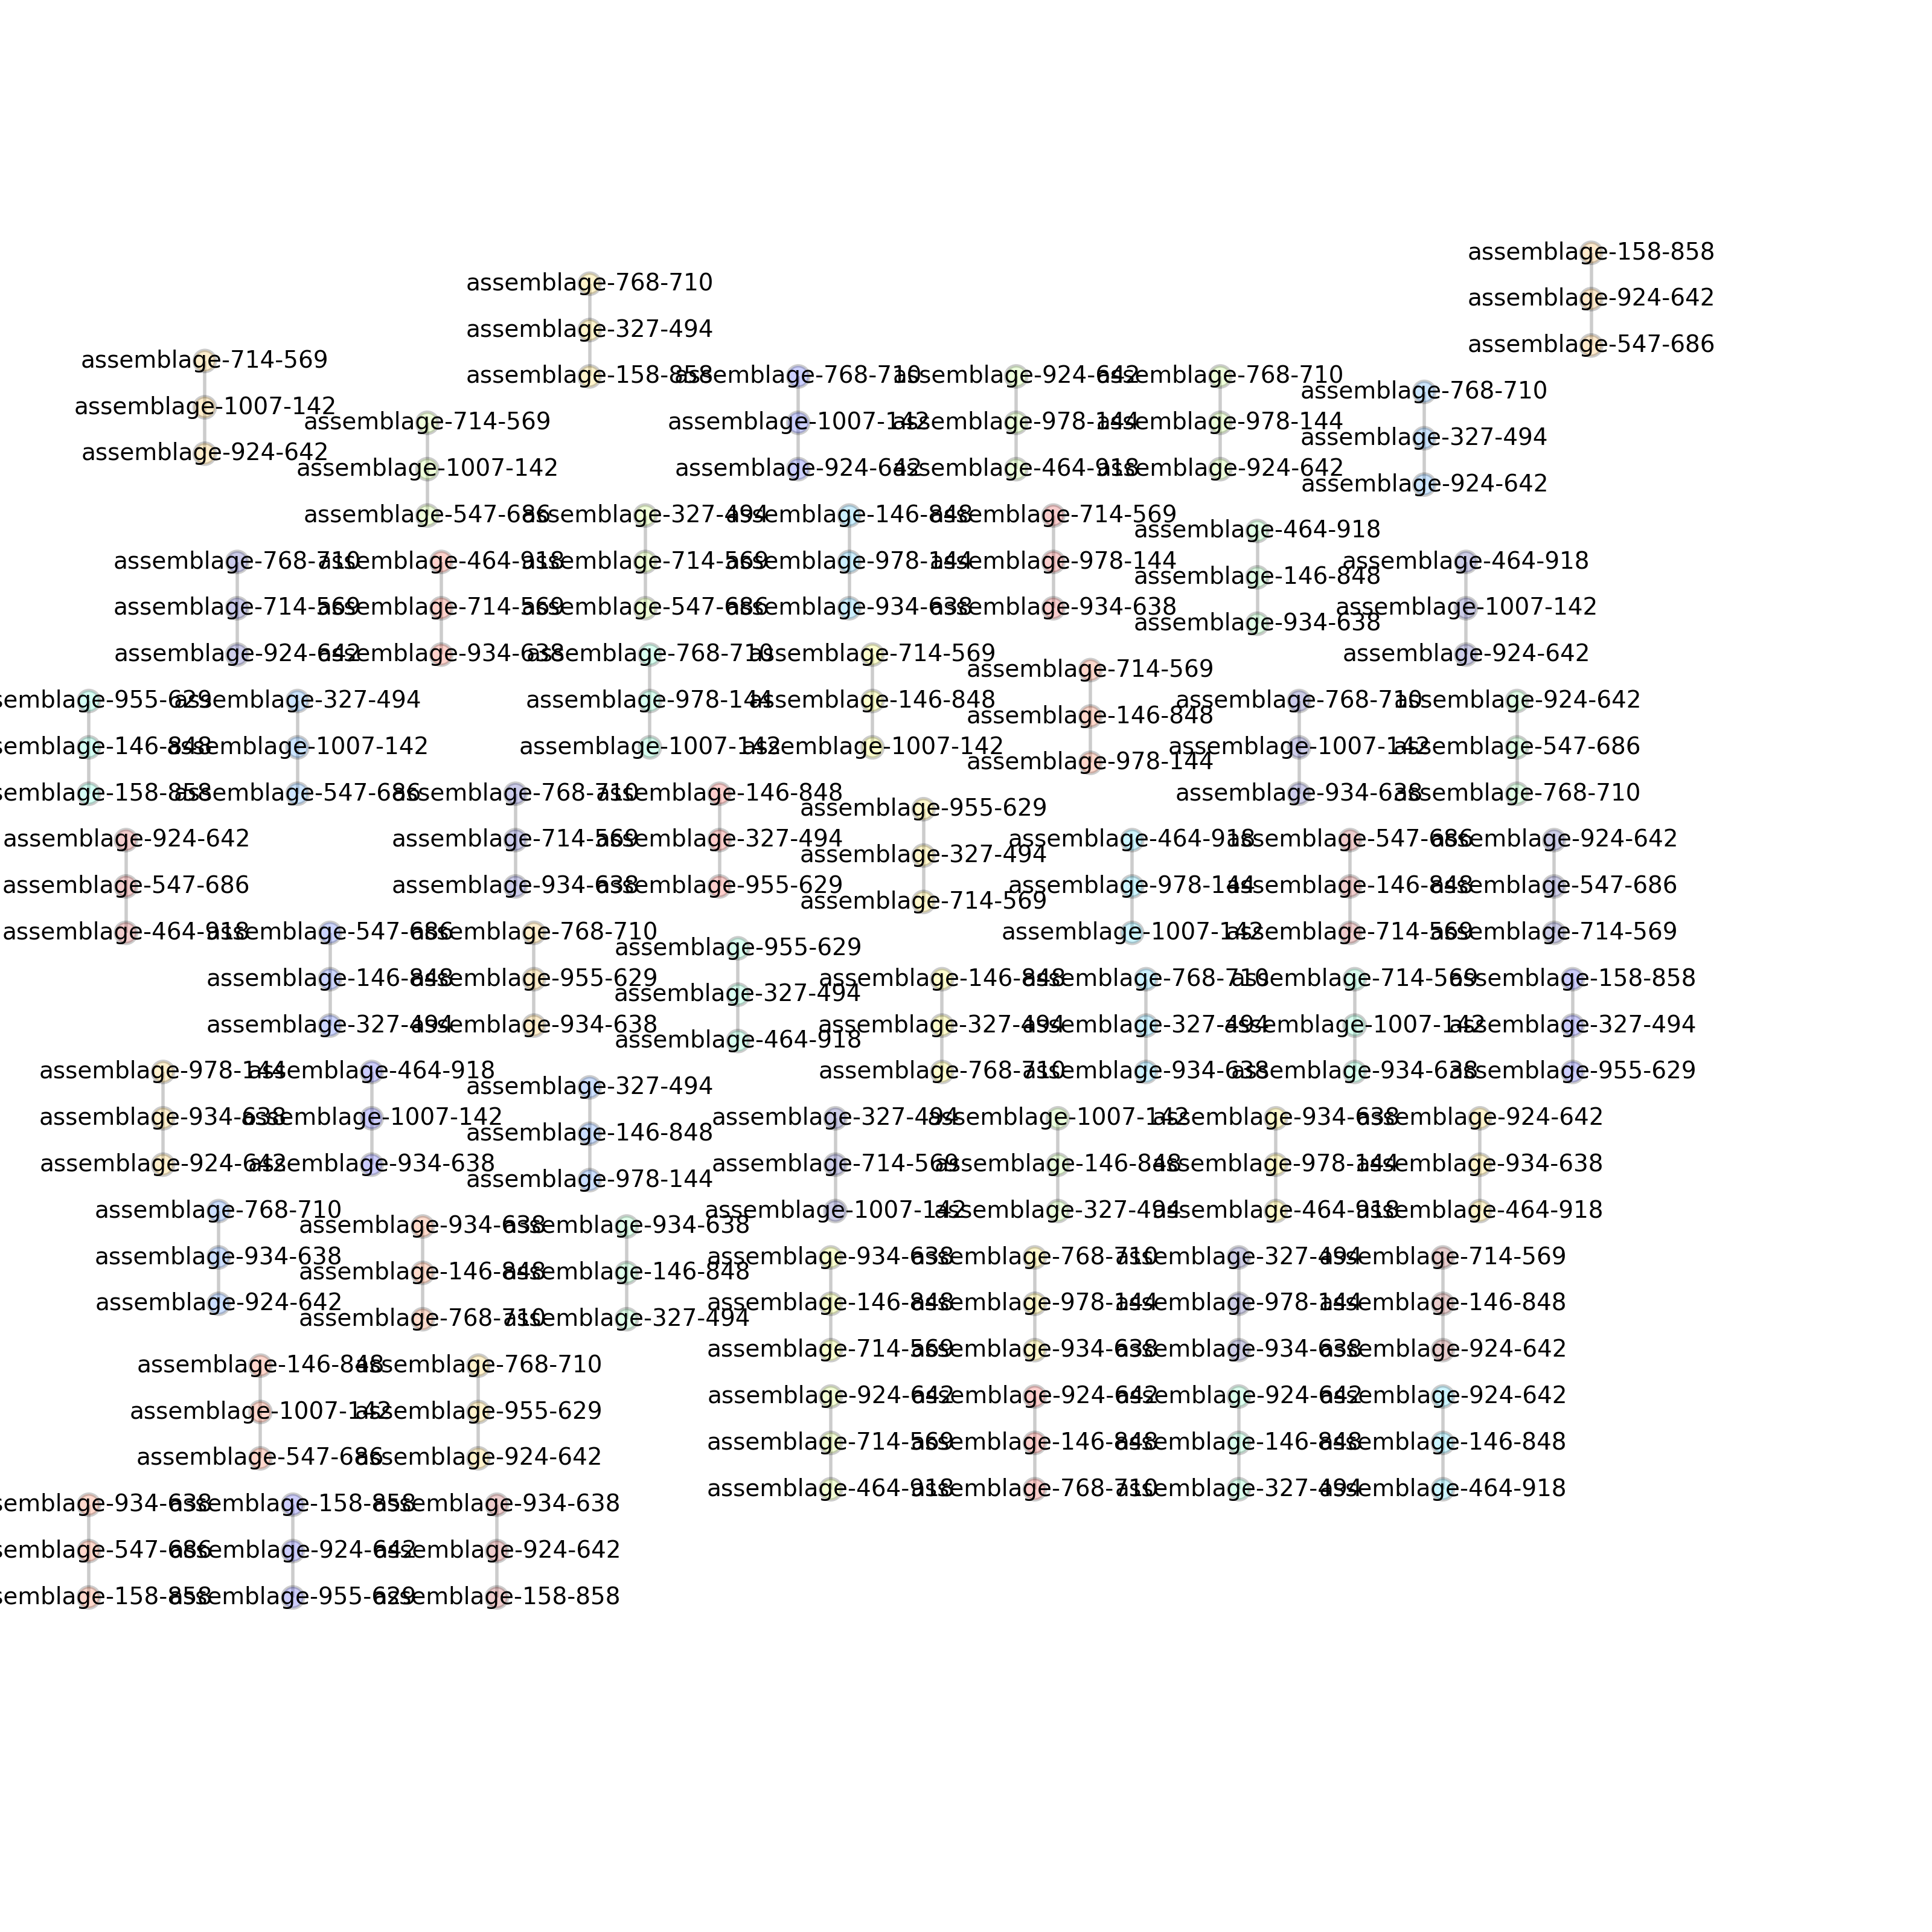 assemblage-158-858
assemblage-924-642
assemblage-547-686
assemblage-768-710
assemblage-327-494
assemblage-158-858
assemblage-714-569
assemblage-1007-142
assemblage-924-642
assemblage-768-710
assemblage-1007-142
assemblage-924-642
assemblage-924-642
assemblage-978-144
assemblage-464-918
assemblage-768-710
assemblage-978-144
assemblage-924-642
assemblage-768-710
assemblage-327-494
assemblage-924-642
assemblage-714-569
assemblage-1007-142
assemblage-547-686
assemblage-327-494
assemblage-714-569
assemblage-547-686
assemblage-146-848
assemblage-978-144
assemblage-934-638
assemblage-714-569
assemblage-978-144
assemblage-934-638
assemblage-464-918
assemblage-146-848
assemblage-934-638
assemblage-768-710
assemblage-714-569
assemblage-924-642
assemblage-464-918
assemblage-714-569
assemblage-934-638
assemblage-464-918
assemblage-1007-142
assemblage-924-642
assemblage-768-710
assemblage-978-144
assemblage-1007-142
assemblage-714-569
assemblage-146-848
assemblage-1007-142
assemblage-714-569
assemblage-146-848
assemblage-978-144
semblage-955-629
semblage-146-848
semblage-158-858
assemblage-327-494
assemblage-1007-142
assemblage-547-686
assemblage-768-710
assemblage-1007-142
assemblage-934-638
assemblage-924-642
assemblage-547-686
assemblage-768-710
assemblage-768-710
assemblage-714-569
assemblage-934-638
assemblage-146-848
assemblage-327-494
assemblage-955-629
assemblage-955-629
assemblage-327-494
assemblage-714-569
assemblage-924-642
assemblage-547-686
assemblage-464-918
assemblage-464-918
assemblage-978-144
assemblage-1007-142
assemblage-547-686
assemblage-146-848
assemblage-714-569
assemblage-924-642
assemblage-547-686
assemblage-714-569
assemblage-547-686
assemblage-146-848
assemblage-327-494
assemblage-768-710
assemblage-955-629
assemblage-934-638
assemblage-955-629
assemblage-327-494
assemblage-464-918
assemblage-146-848
assemblage-327-494
assemblage-768-710
assemblage-768-710
assemblage-327-494
assemblage-934-638
assemblage-714-569
assemblage-1007-142
assemblage-934-638
assemblage-158-858
assemblage-327-494
assemblage-955-629
assemblage-978-144
assemblage-934-638
assemblage-924-642
assemblage-464-918
assemblage-1007-142
assemblage-934-638
assemblage-327-494
assemblage-146-848
assemblage-978-144
assemblage-327-494
assemblage-714-569
assemblage-1007-142
assemblage-1007-142
assemblage-146-848
assemblage-327-494
assemblage-934-638
assemblage-978-144
assemblage-464-918
assemblage-924-642
assemblage-934-638
assemblage-464-918
assemblage-768-710
assemblage-934-638
assemblage-924-642
assemblage-934-638
assemblage-146-848
assemblage-768-710
assemblage-934-638
assemblage-146-848
assemblage-327-494
assemblage-934-638
assemblage-146-848
assemblage-714-569
assemblage-768-710
assemblage-978-144
assemblage-934-638
assemblage-327-494
assemblage-978-144
assemblage-934-638
assemblage-714-569
assemblage-146-848
assemblage-924-642
assemblage-146-848
assemblage-1007-142
assemblage-547-686
assemblage-768-710
assemblage-955-629
assemblage-924-642
assemblage-924-642
assemblage-714-569
assemblage-464-918
assemblage-924-642
assemblage-146-848
assemblage-768-710
assemblage-924-642
assemblage-146-848
assemblage-327-494
assemblage-924-642
assemblage-146-848
assemblage-464-918
semblage-934-638
semblage-547-686
semblage-158-858
assemblage-158-858
assemblage-924-642
assemblage-955-629
assemblage-934-638
assemblage-924-642
assemblage-158-858